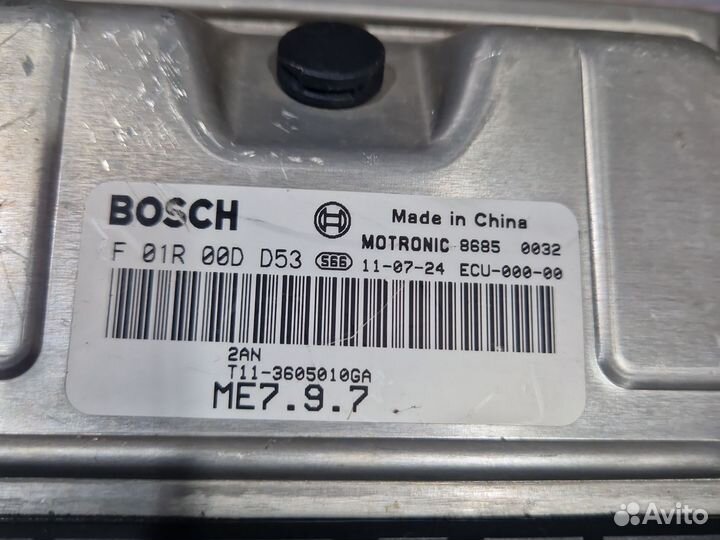 BOSCH
Made in China
MOTRONIC 8685 0032
F 01R 00D D53 S66 11-07-24 ECU-000-00
2AN
T11-3605010GA
ME7.9.7
Avito